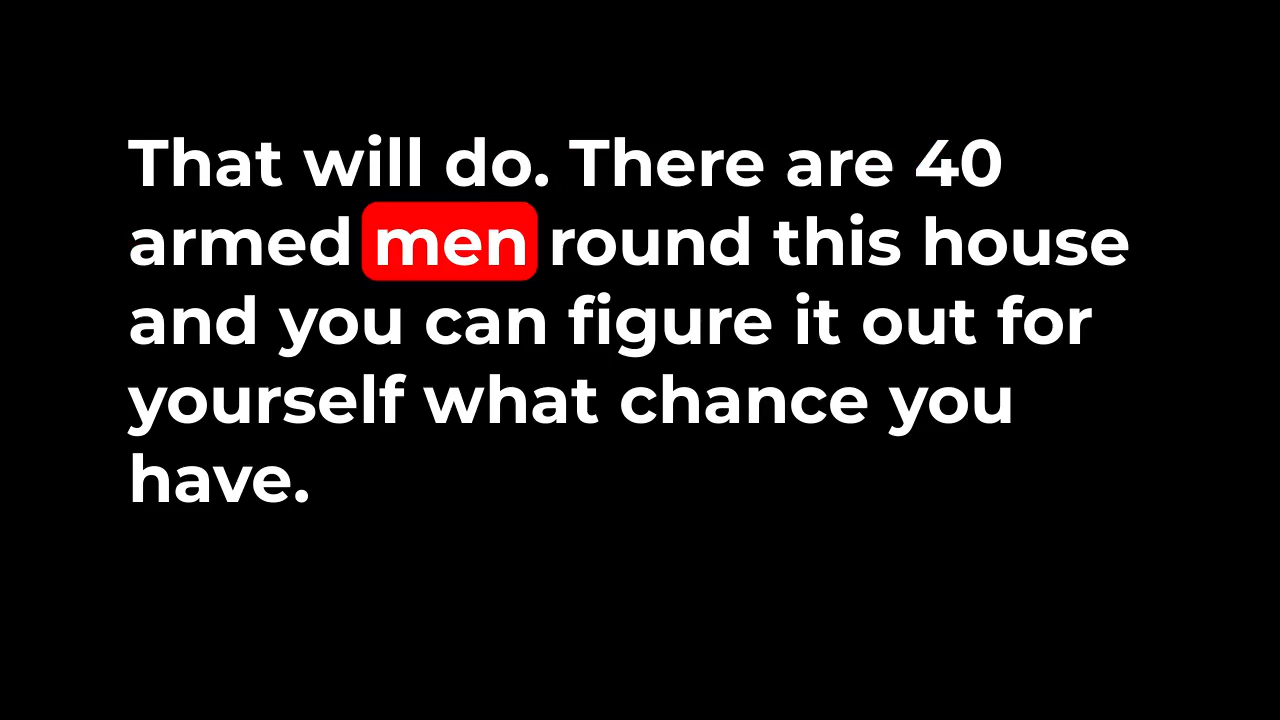 That will do. There are 40
armed men round this house
and you can figure it out for
yourself what chance you
have.